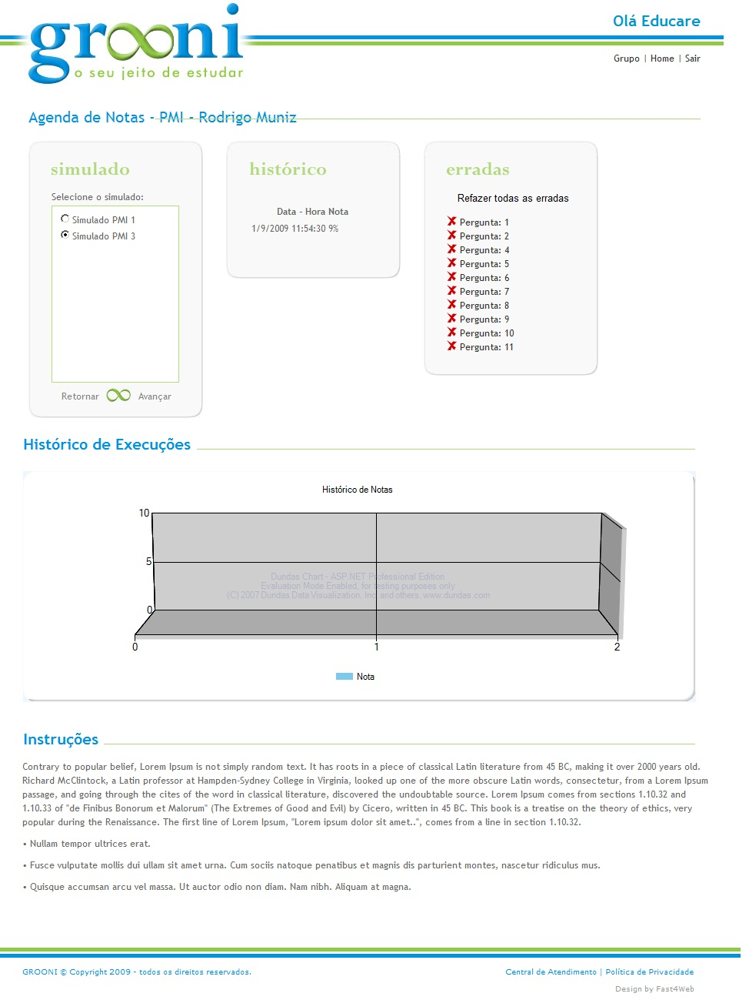 grooni
o seu jeito de estudar
Olá Educare
Grupo | Home | Sair
Agenda de Notas - PMI - Rodrigo Muniz
simulado
Selecione o simulado:
Simulado PMI 1
Simulado PMI 3
Retornar
Avançar
histórico
Data - Hora Nota
1/9/2009 11:54:30 9%
erradas
Refazer todas as erradas
Pergunta: 1
Pergunta: 2
Pergunta: 4
Pergunta: 5
Pergunta: 6
Pergunta: 7
Pergunta: 8
Pergunta: 9
Pergunta: 10
Pergunta: 11
Histórico de Execuções
Histórico de Notas
10
5
0
Dundas Chart - ASP.NET Professional Edition
Evaluation Mode Enabled, for testing purposes only
(C) 2007 Dundas Data Visualization, Inc. and others, www.dundas.com
0 1 2
Nota
Instruções
Contrary to popular belief, Lorem Ipsum is not simply random text. It has roots in a piece of classical Latin literature from 45 BC, making it over 2000 years old.
Richard McClintock, a Latin professor at Hampden-Sydney College in Virginia, looked up one of the more obscure Latin words, consectetur, from a Lorem Ipsum
passage, and going through the cites of the word in classical literature, discovered the undoubtable source. Lorem Ipsum comes from sections 1.10.32 and
1.10.33 of "de Finibus Bonorum et Malorum" (The Extremes of Good and Evil) by Cicero, written in 45 BC. This book is a treatise on the theory of ethics, very
popular during the Renaissance. The first line of Lorem Ipsum, "Lorem ipsum dolor sit amet..", comes from a line in section 1.10.32.
• Nullam tempor ultrices erat.
• Fusce vulputate mollis dui ullam sit amet urna. Cum sociis natoque penatibus et magnis dis parturient montes, nascetur ridiculus mus.
• Quisque accumsan arcu vel massa. Ut auctor odio non diam. Nam nibh. Aliquam at magna.
GROONI © Copyright 2009 - todos os direitos reservados.
Central de Atendimento | Política de Privacidade
Design by Fast4Web